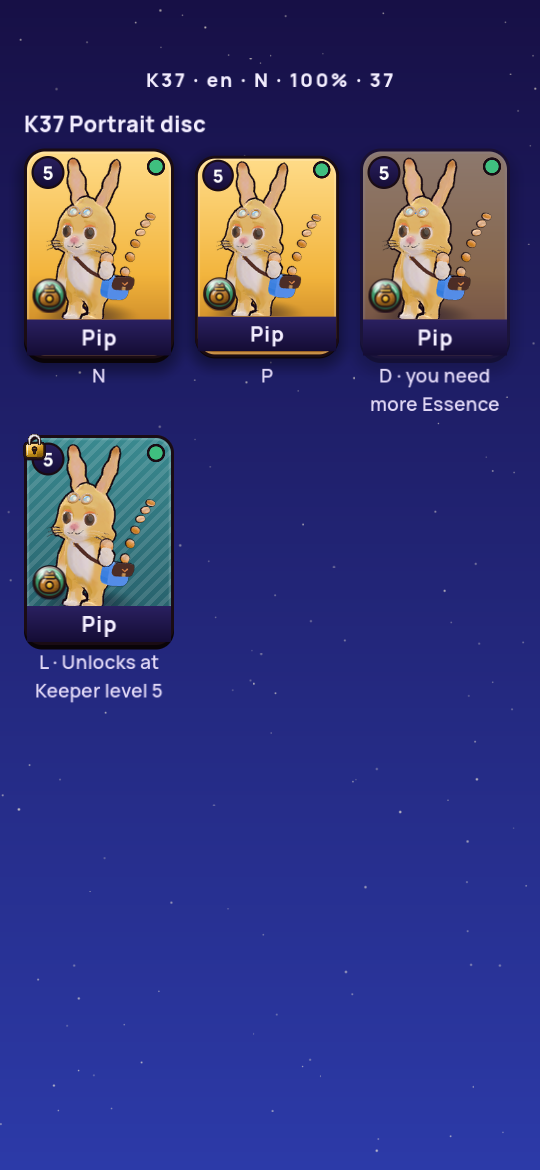 K37 · en · N · 100% · 37
K37 Portrait disc
5
5
5
Pip
Pip
Pip
N
P
D · you need
more Essence
5
Pip
L · Unlocks at
Keeper level 5